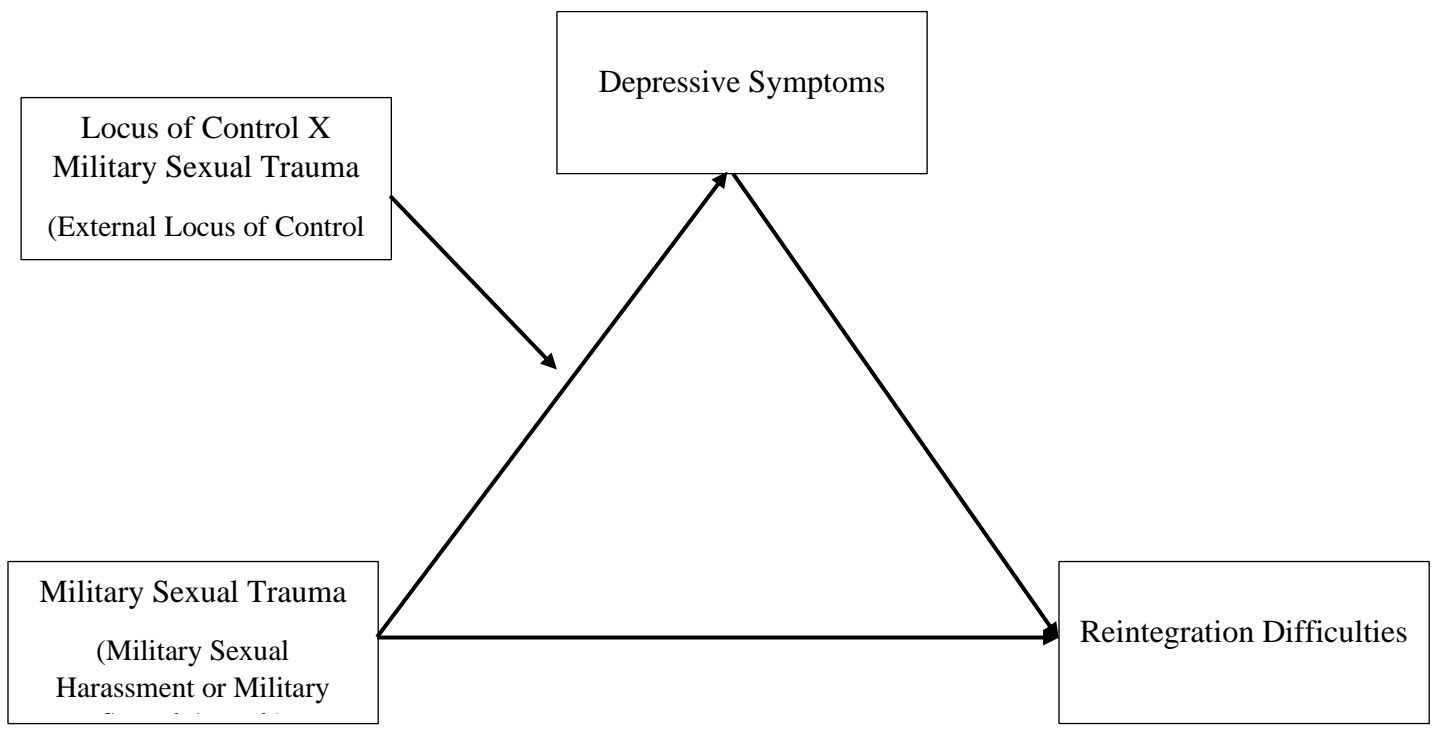 Depressive Symptoms
Locus of Control X
Military Sexual Trauma
(External Locus of Control
Military Sexual Trauma
(Military Sexual
Harassment or Military
Reintegration Difficulties